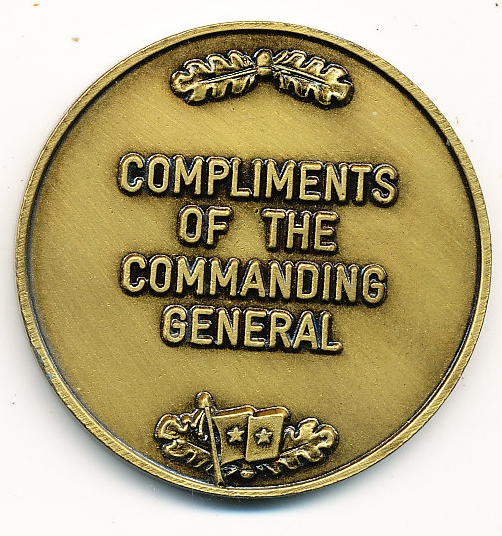 COMPLIMENTS
OF THE
COMMANDING
GENERAL